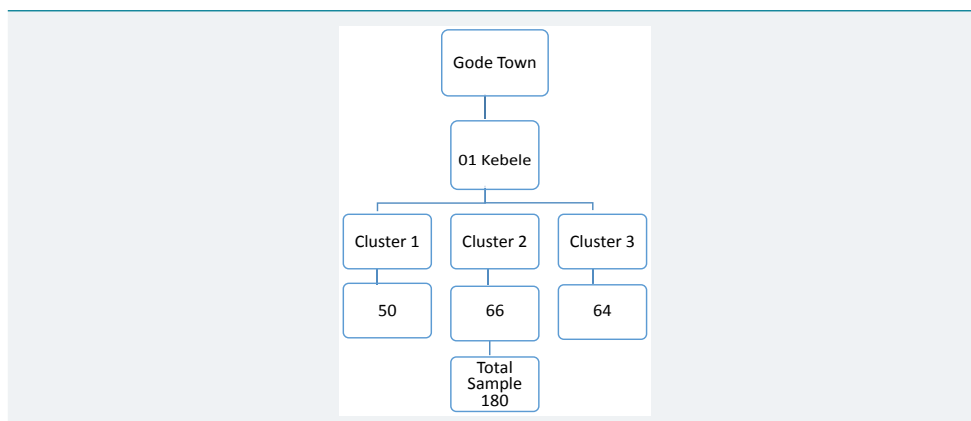 Gode Town
01 Kebele
Cluster 1
Cluster 2
Cluster 3
50
66
64
Total
Sample
180